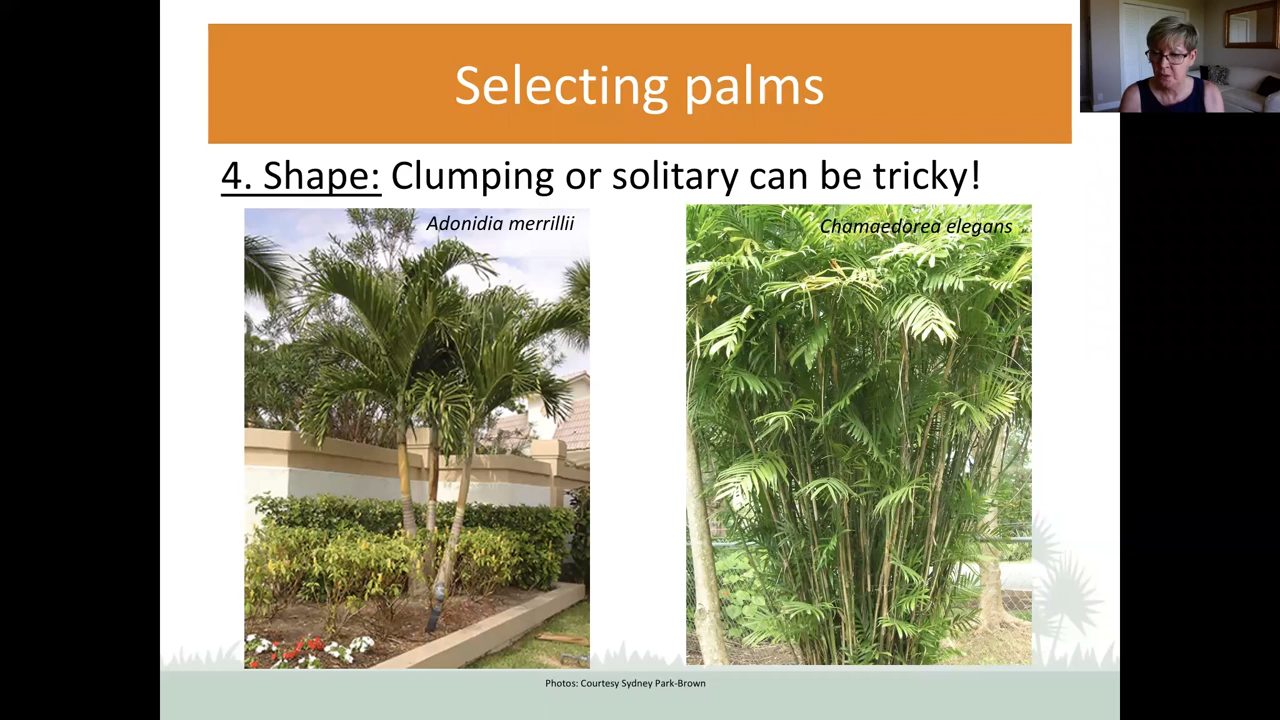 Selecting palms
4. Shape: Clumping or solitary can be tricky!
Adonidia merrillii
Chamaedorea elegans
Photos: Courtesy Sydney Park-Brown